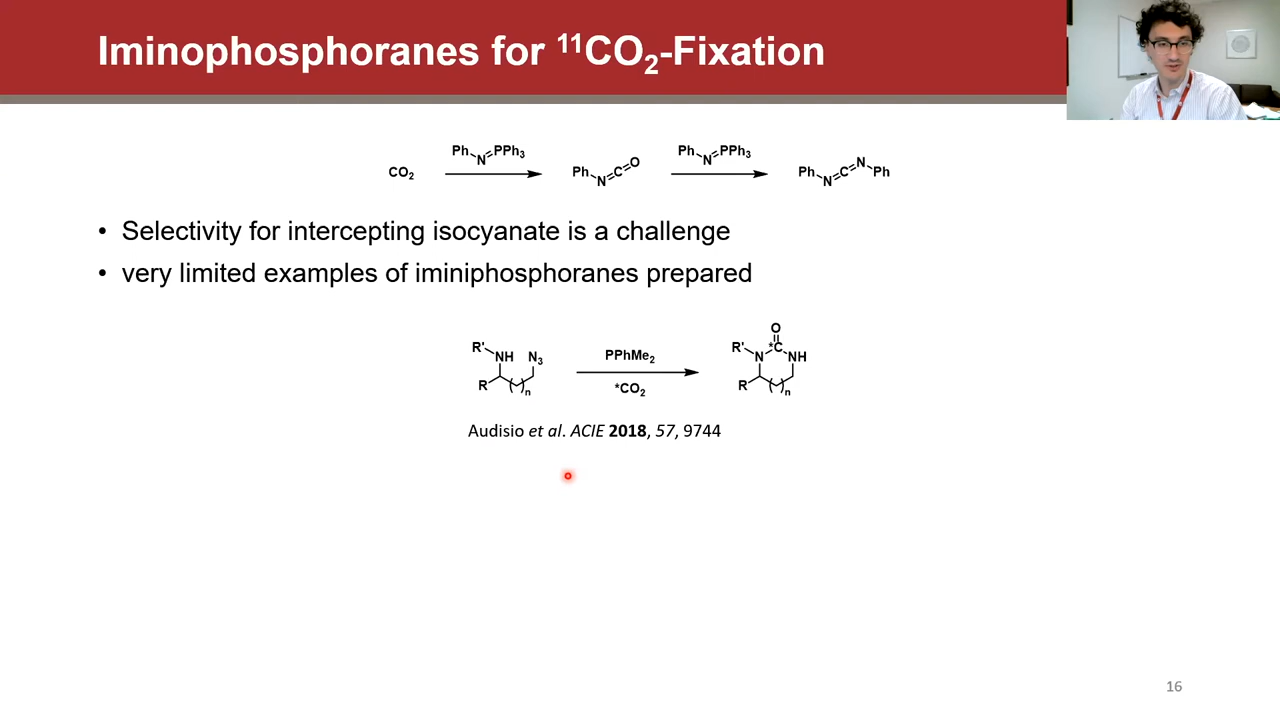 Iminophosphoranes for ¹¹CO₂-Fixation
Ph N PPh₃ Ph N PPh₃
CO₂ Ph N C O Ph N C N Ph
• Selectivity for intercepting isocyanate is a challenge
• very limited examples of iminiphosphoranes prepared
R' NH N₃ R n
PPhMe₂
*CO₂
O R' N *C NH R n
Audisio et al. ACIE 2018, 57, 9744
16